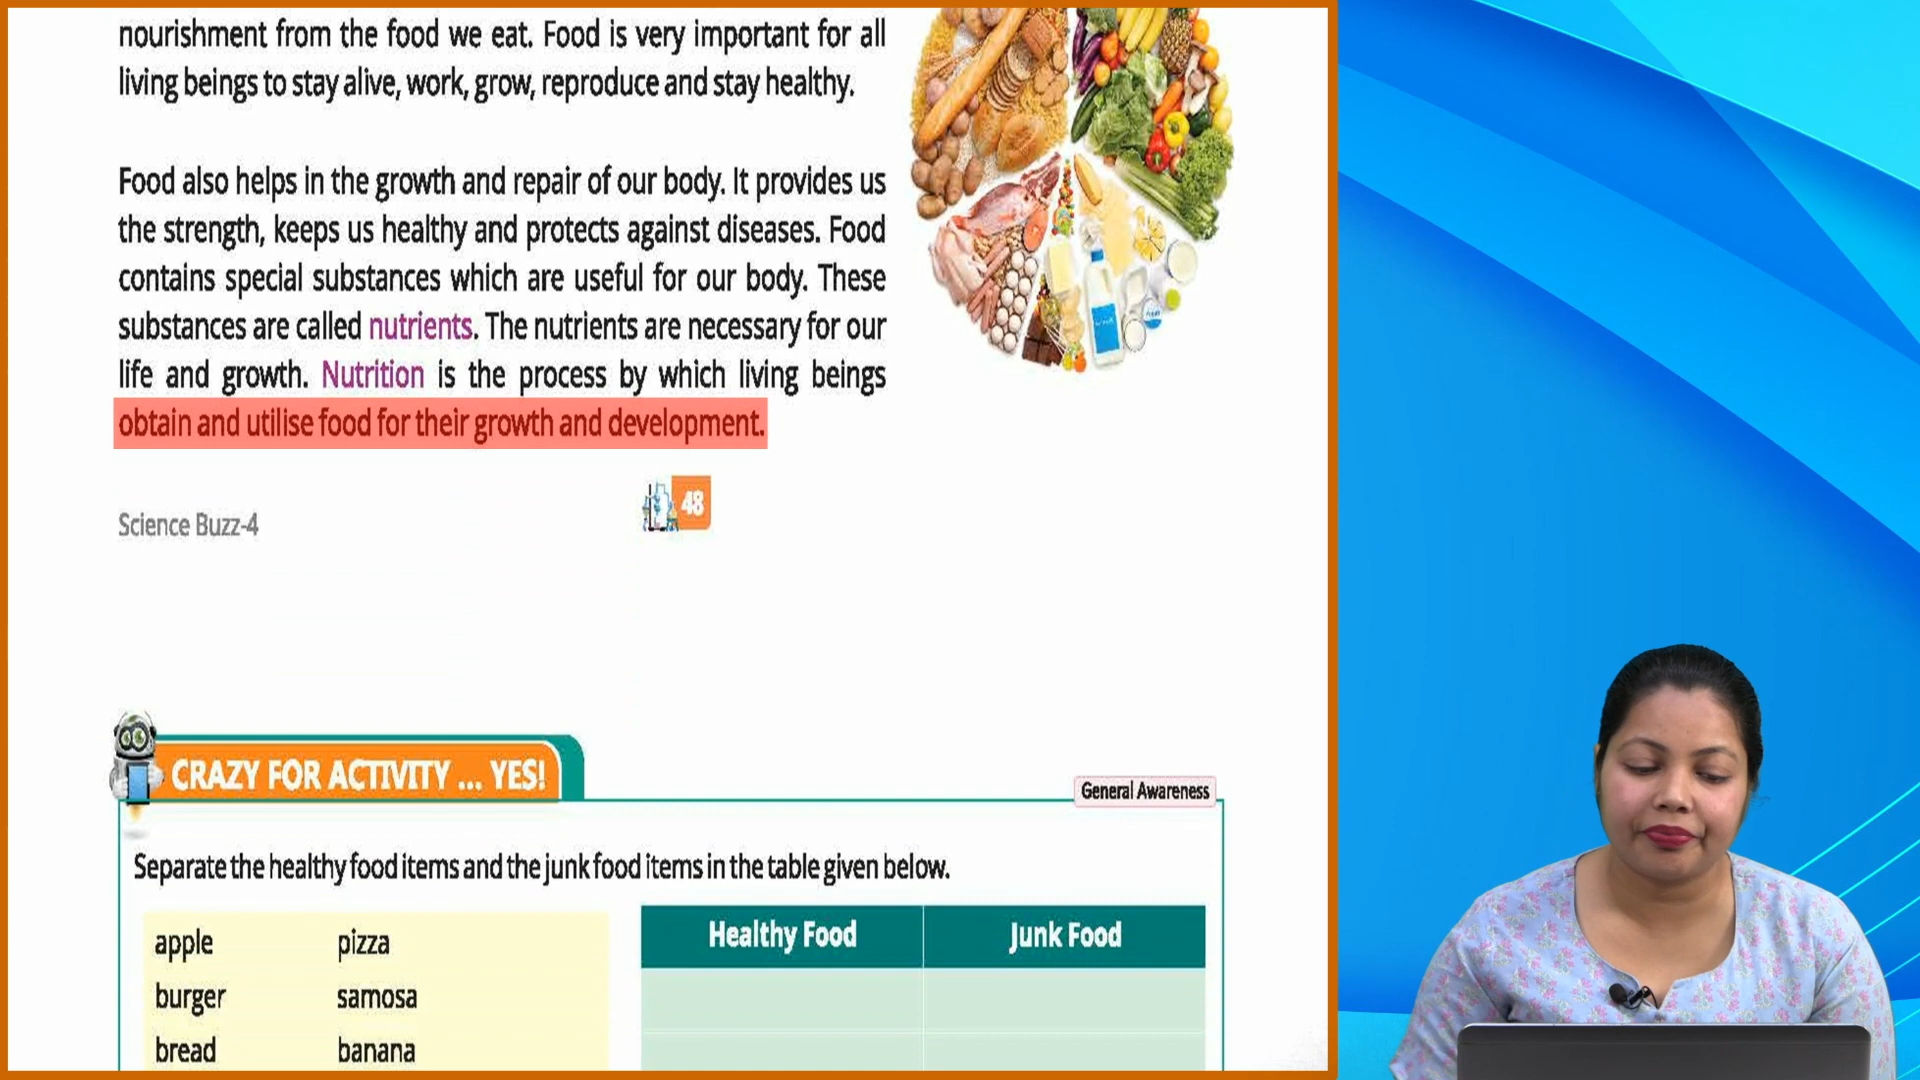 nourishment from the food we eat. Food is very important for all
living beings to stay alive, work, grow, reproduce and stay healthy.
Food also helps in the growth and repair of our body. It provides us
the strength, keeps us healthy and protects against diseases. Food
contains special substances which are useful for our body. These
substances are called nutrients. The nutrients are necessary for our
life and growth. Nutrition is the process by which living beings
obtain and utilise food for their growth and development.
Science Buzz-4
48
CRAZY FOR ACTIVITY ... YES!
General Awareness
Separate the healthy food items and the junk food items in the table given below.
apple pizza
burger samosa
bread banana
Healthy Food Junk Food